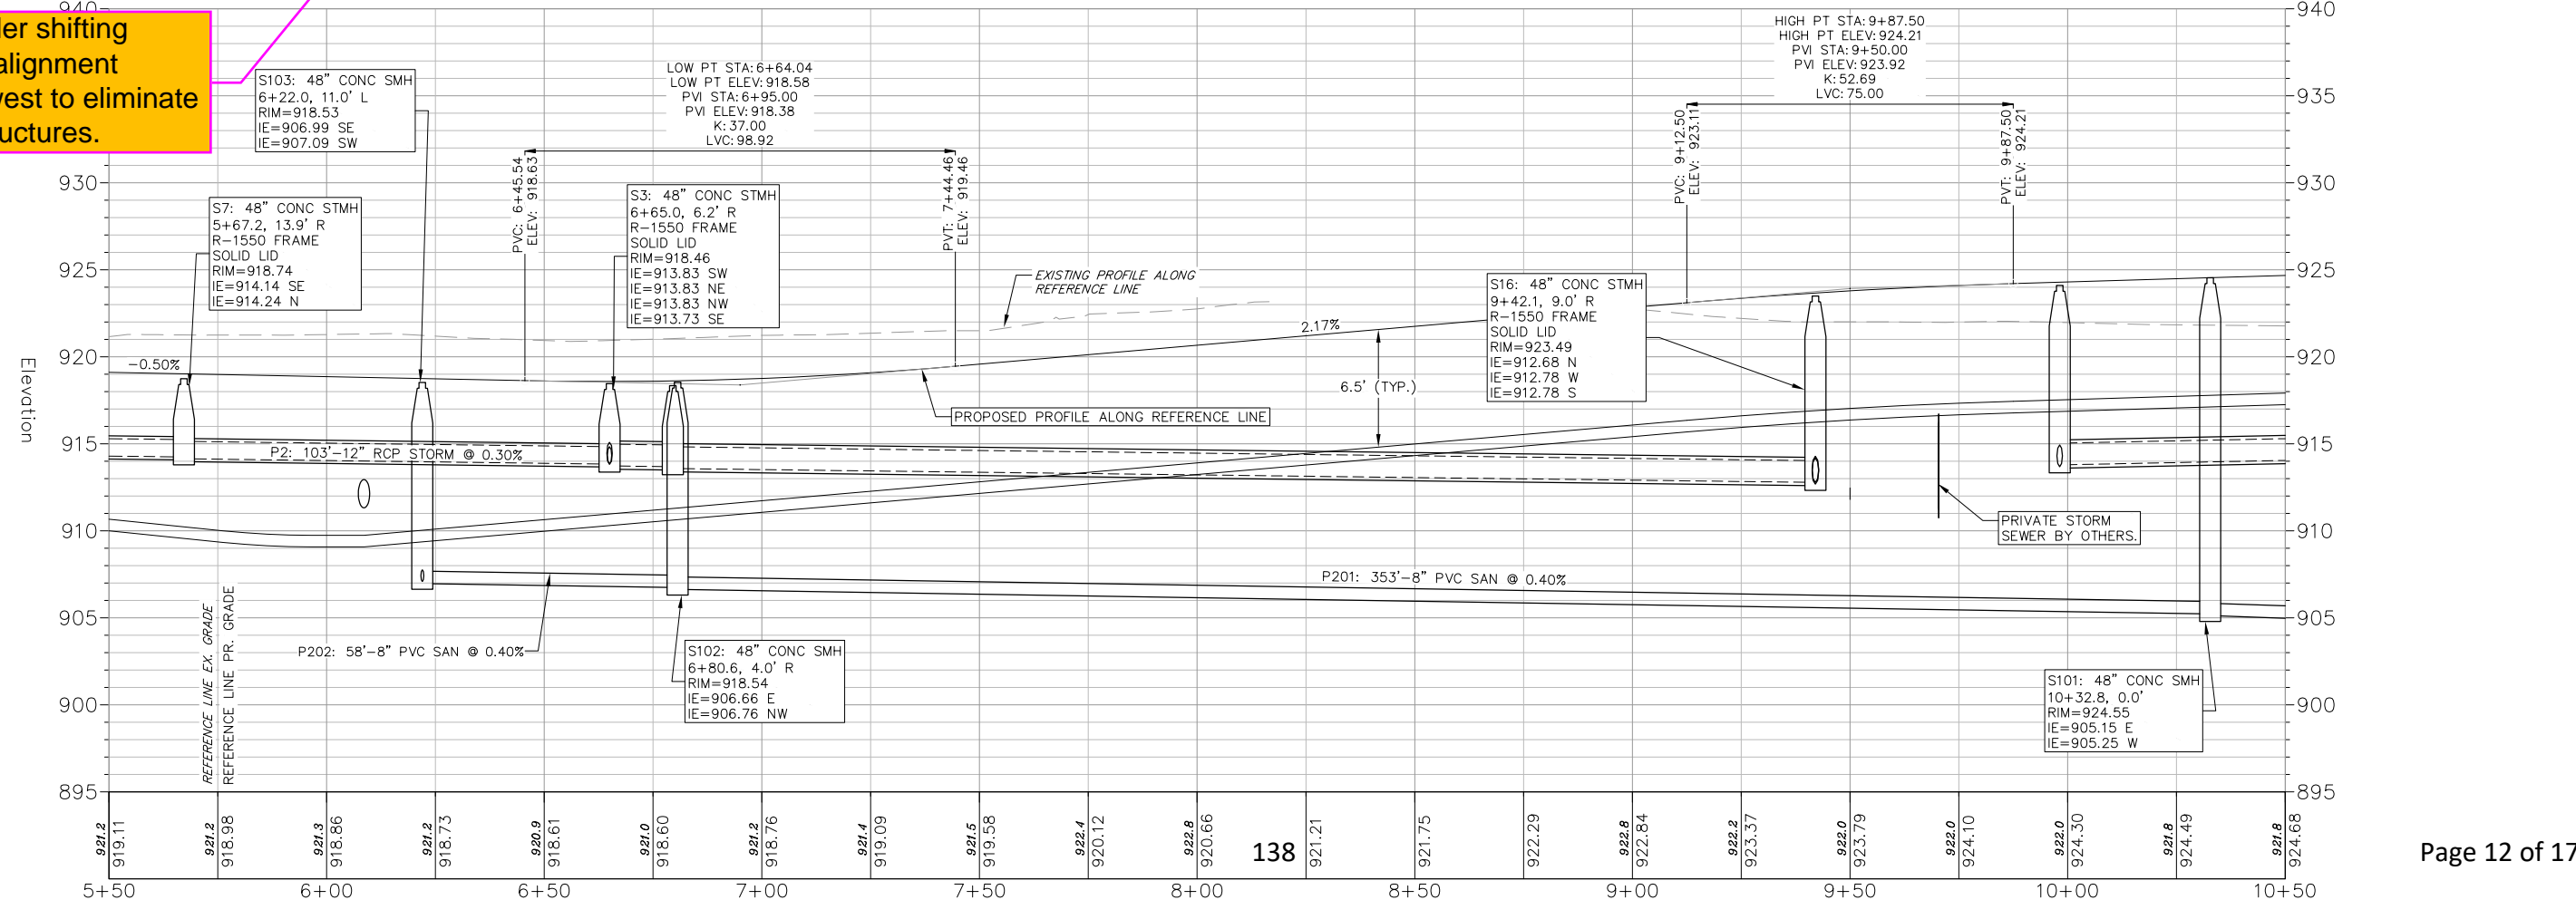 940
940
der shifting
alignment
west to eliminate
uctures.
S103: 48" CONC SMH
6+22.0, 11.0' L
RIM=918.53
IE=906.99 SE
IE=907.09 SW
LOW PT STA: 6+64.04
LOW PT ELEV: 918.58
PVI STA: 6+95.00
PVI ELEV: 918.38
K: 37.00
LVC: 98.92
HIGH PT STA: 9+87.50
HIGH PT ELEV: 924.21
PVI STA: 9+50.00
PVI ELEV: 923.92
K: 52.69
LVC: 75.00
935
PVC: 6+45.54
ELEV: 918.63
PVT: 7+44.46
ELEV: 919.46
PVC: 9+12.50
ELEV: 923.11
PVT: 9+87.50
ELEV: 924.21
930
930
S7: 48" CONC STMH
5+67.2, 13.9' R
R-1550 FRAME
SOLID LID
RIM=918.74
IE=914.14 SE
IE=914.24 N
S3: 48" CONC STMH
6+65.0, 6.2' R
R-1550 FRAME
SOLID LID
RIM=918.46
IE=913.83 SW
IE=913.83 NE
IE=913.83 NW
IE=913.73 SE
925
925
EXISTING PROFILE ALONG
REFERENCE LINE
S16: 48" CONC STMH
9+42.1, 9.0' R
R-1550 FRAME
SOLID LID
RIM=923.49
IE=912.68 N
IE=912.78 W
IE=912.78 S
2.17%
Elevation
920
920
-0.50%
6.5' (TYP.)
PROPOSED PROFILE ALONG REFERENCE LINE
915
915
P2: 103'-12" RCP STORM @ 0.30%
910
910
PRIVATE STORM
SEWER BY OTHERS.
P201: 353'-8" PVC SAN @ 0.40%
905
905
REFERENCE LINE EX. GRADE
REFERENCE LINE PR. GRADE
P202: 58'-8" PVC SAN @ 0.40%
S102: 48" CONC SMH
6+80.6, 4.0' R
RIM=918.54
IE=906.66 E
IE=906.76 NW
S101: 48" CONC SMH
10+32.8, 0.0'
RIM=924.55
IE=905.15 E
IE=905.25 W
900
900
895
895
921.2
919.11
921.2
918.98
921.3
918.86
921.2
918.73
920.9
918.61
921.0
918.60
921.2
918.76
921.4
919.09
921.5
919.58
922.4
920.12
922.8
920.66
138
921.21
921.75
922.29
922.8
922.84
922.2
923.37
922.0
923.79
922.0
924.10
922.0
924.30
921.8
924.49
921.8
924.68
Page 12 of 17
5+50
6+00
6+50
7+00
7+50
8+00
8+50
9+00
9+50
10+00
10+50